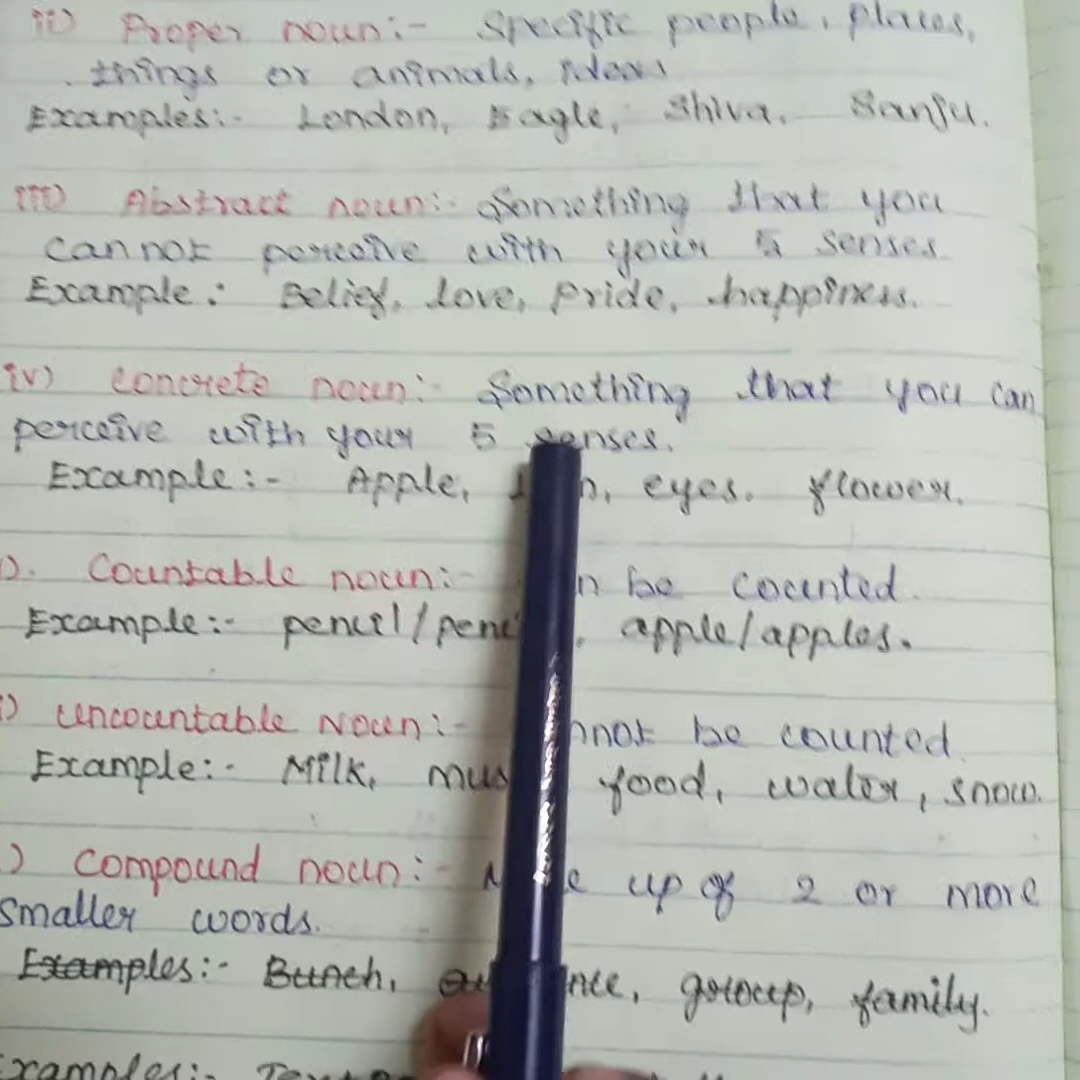 ii) Proper noun:- Specific people, places,
things or animals, ideas
Examples:- London, Eagle, Shiva, Sanju.
iii) Abstract noun:- Something that you
cannot perceive with your 5 senses
Example: Belief, love, pride, happiness.
iv) concrete noun:- Something that you can
perceive with your 5 senses.
Example:- Apple, eyes. flower.
). Countable noun:- be counted.
Example:- pencil/ apple/apples.
) uncountable Noun:- be counted.
Example:- Milk, food, water, snow.
) compound noun:- up of 2 or more
smaller words.
Examples:- Bunch, group, family.